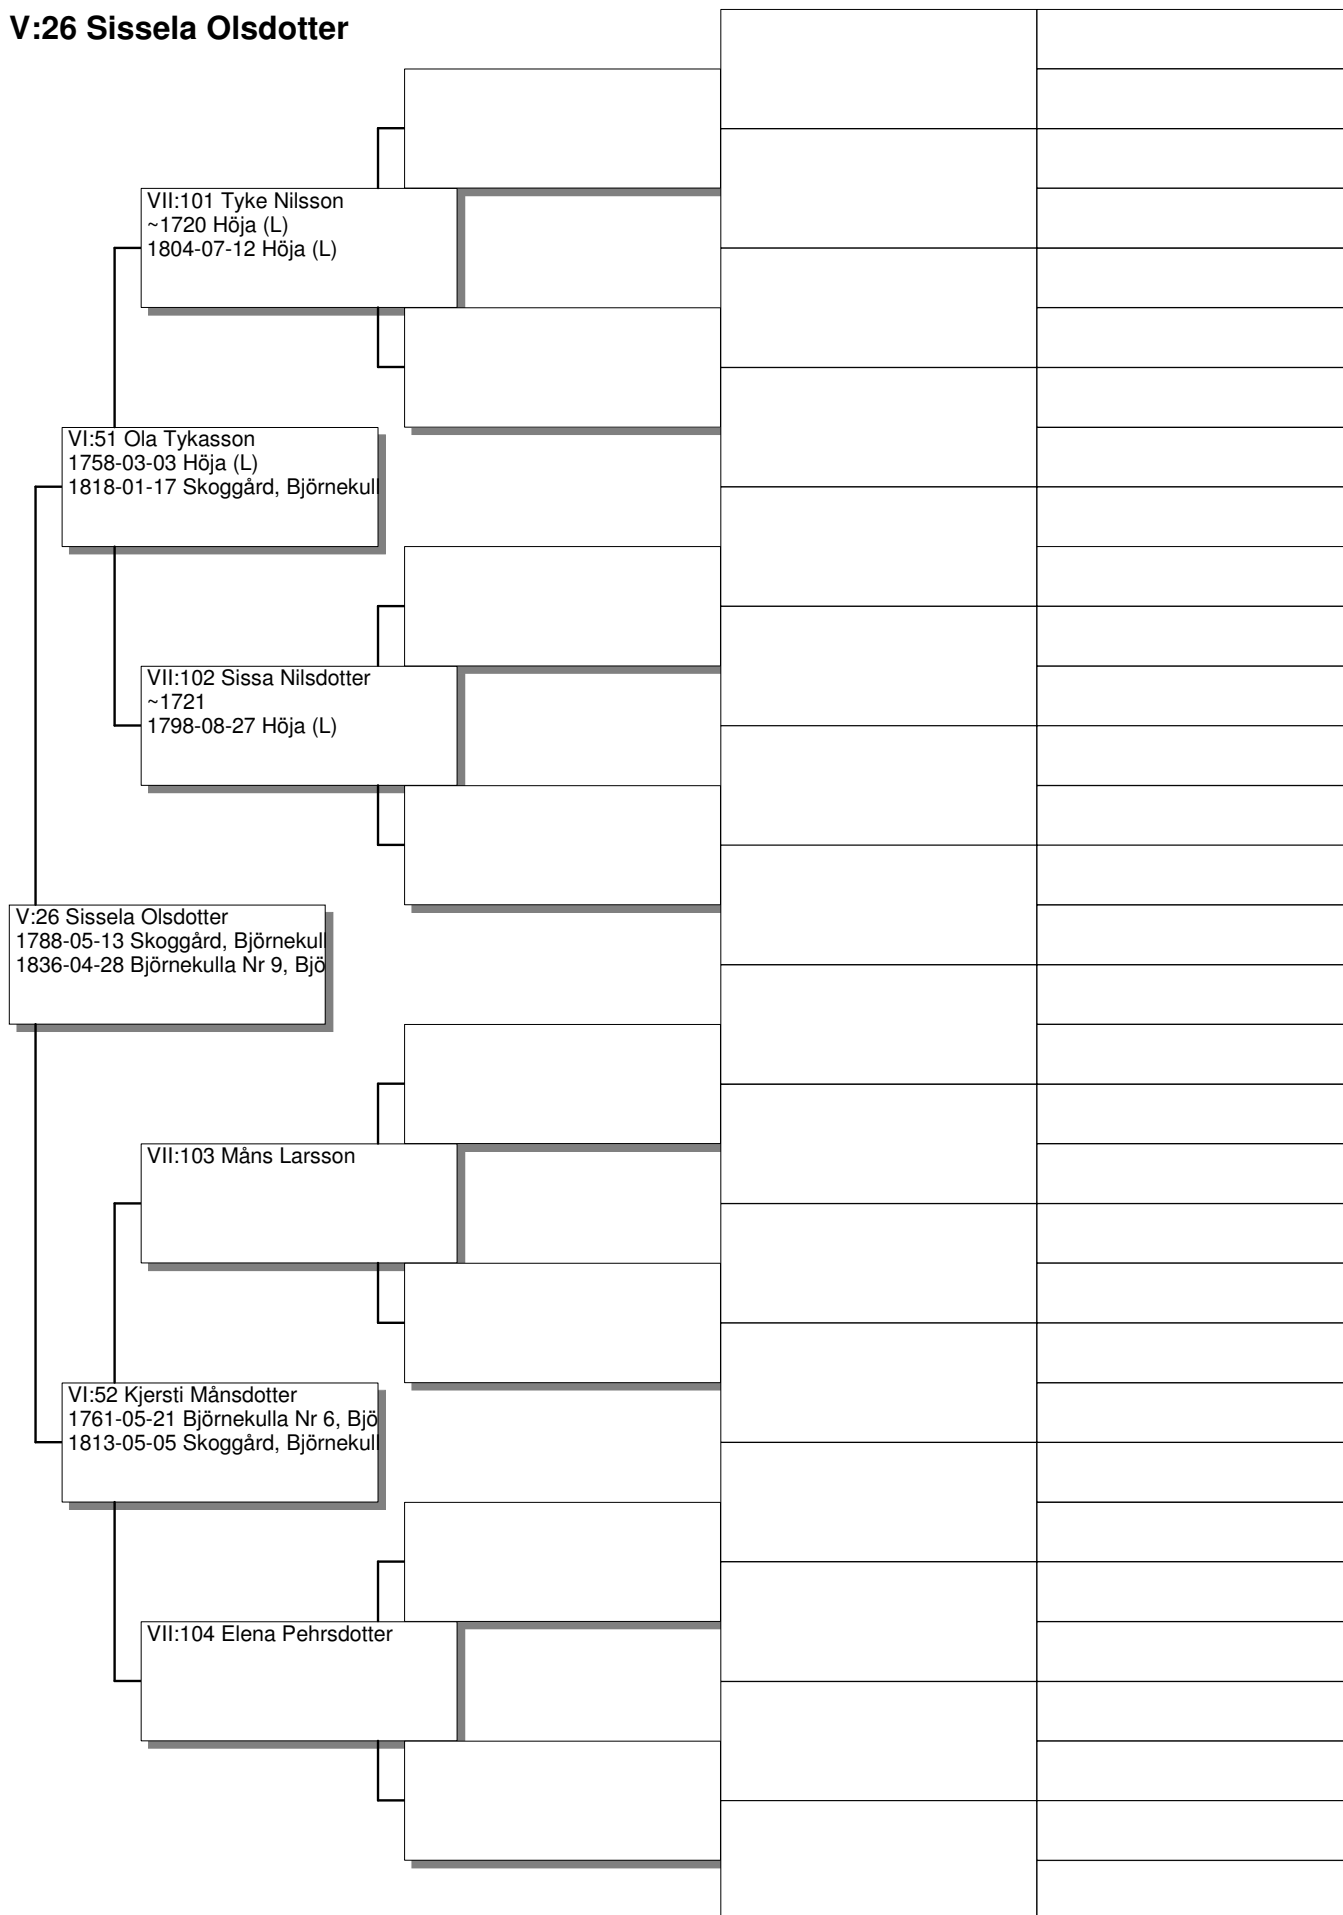 V:26 Sissela Olsdotter
VII:101 Tyke Nilsson
~1720 Höja (L)
1804-07-12 Höja (L)
VI:51 Ola Tykasson
1758-03-03 Höja (L)
1818-01-17 Skoggård, Björnekull
VII:102 Sissa Nilsdotter
~1721
1798-08-27 Höja (L)
V:26 Sissela Olsdotter
1788-05-13 Skoggård, Björnekull
1836-04-28 Björnekulla Nr 9, Bjö
VII:103 Måns Larsson
VI:52 Kjersti Månsdotter
1761-05-21 Björnekulla Nr 6, Bjö
1813-05-05 Skoggård, Björnekull
VII:104 Elena Pehrsdotter